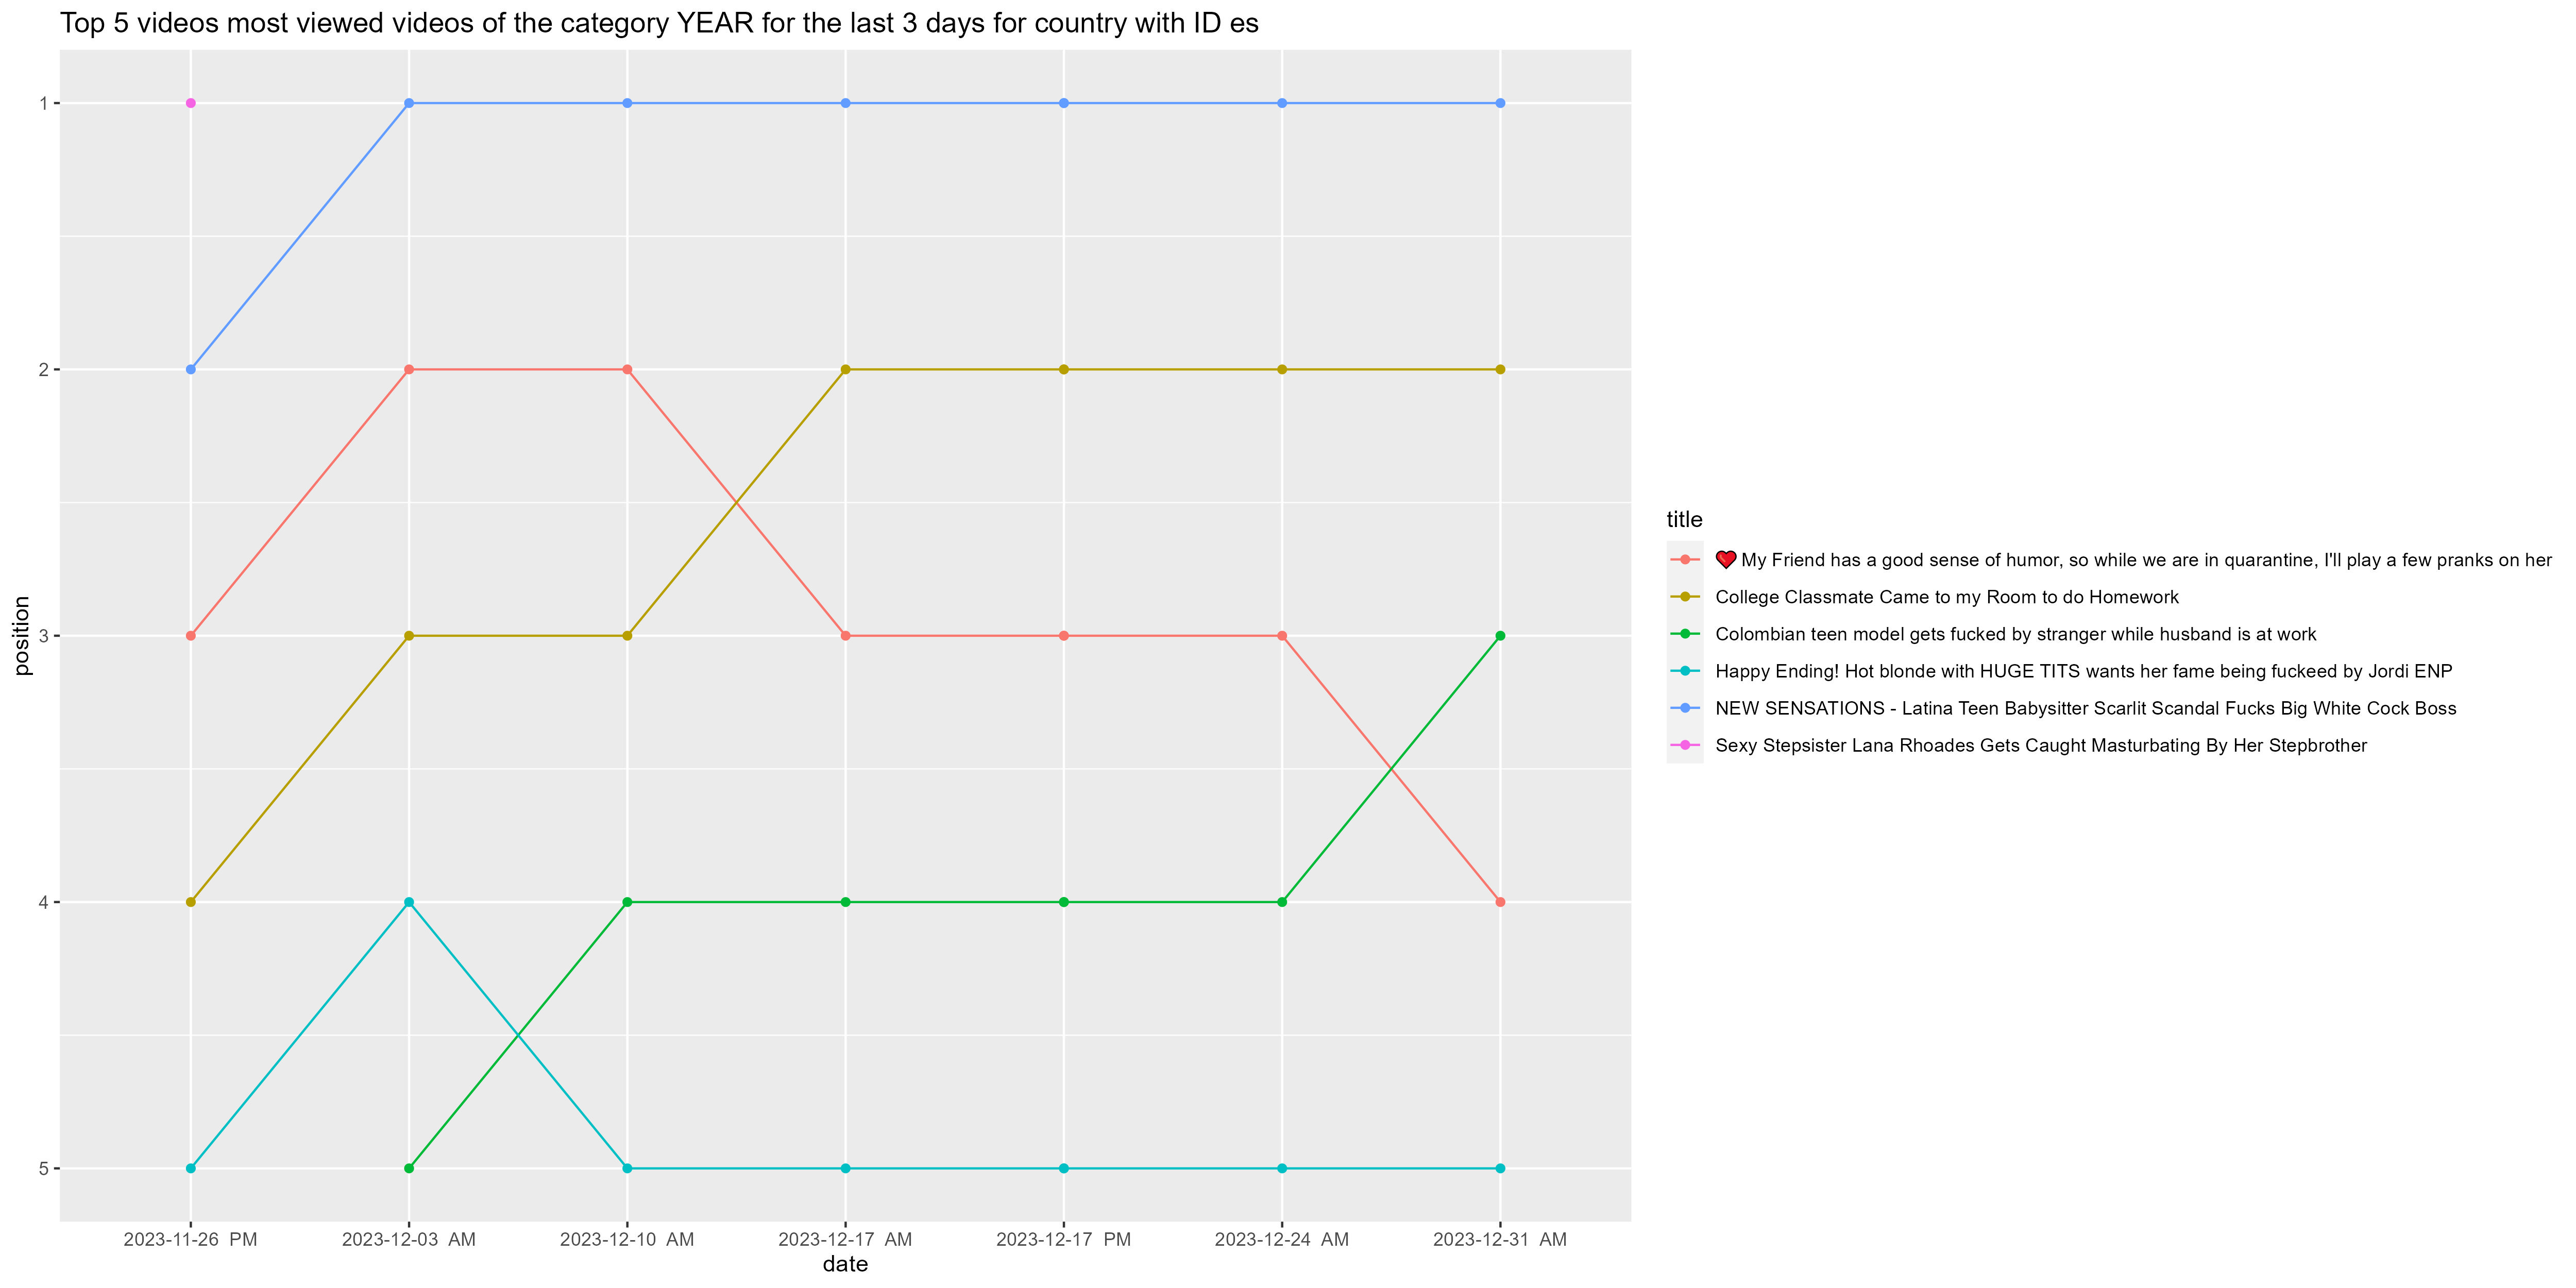 Top 5 videos most viewed videos of the category YEAR for the last 3 days for country with ID es
1
2
3
4
5
position
2023-11-26 PM
2023-12-03 AM
2023-12-10 AM
2023-12-17 AM
2023-12-17 PM
2023-12-24 AM
2023-12-31 AM
date
title
❤️ My Friend has a good sense of humor, so while we are in quarantine, I'll play a few pranks on her
College Classmate Came to my Room to do Homework
Colombian teen model gets fucked by stranger while husband is at work
Happy Ending! Hot blonde with HUGE TITS wants her fame being fuckeed by Jordi ENP
NEW SENSATIONS - Latina Teen Babysitter Scarlit Scandal Fucks Big White Cock Boss
Sexy Stepsister Lana Rhoades Gets Caught Masturbating By Her Stepbrother